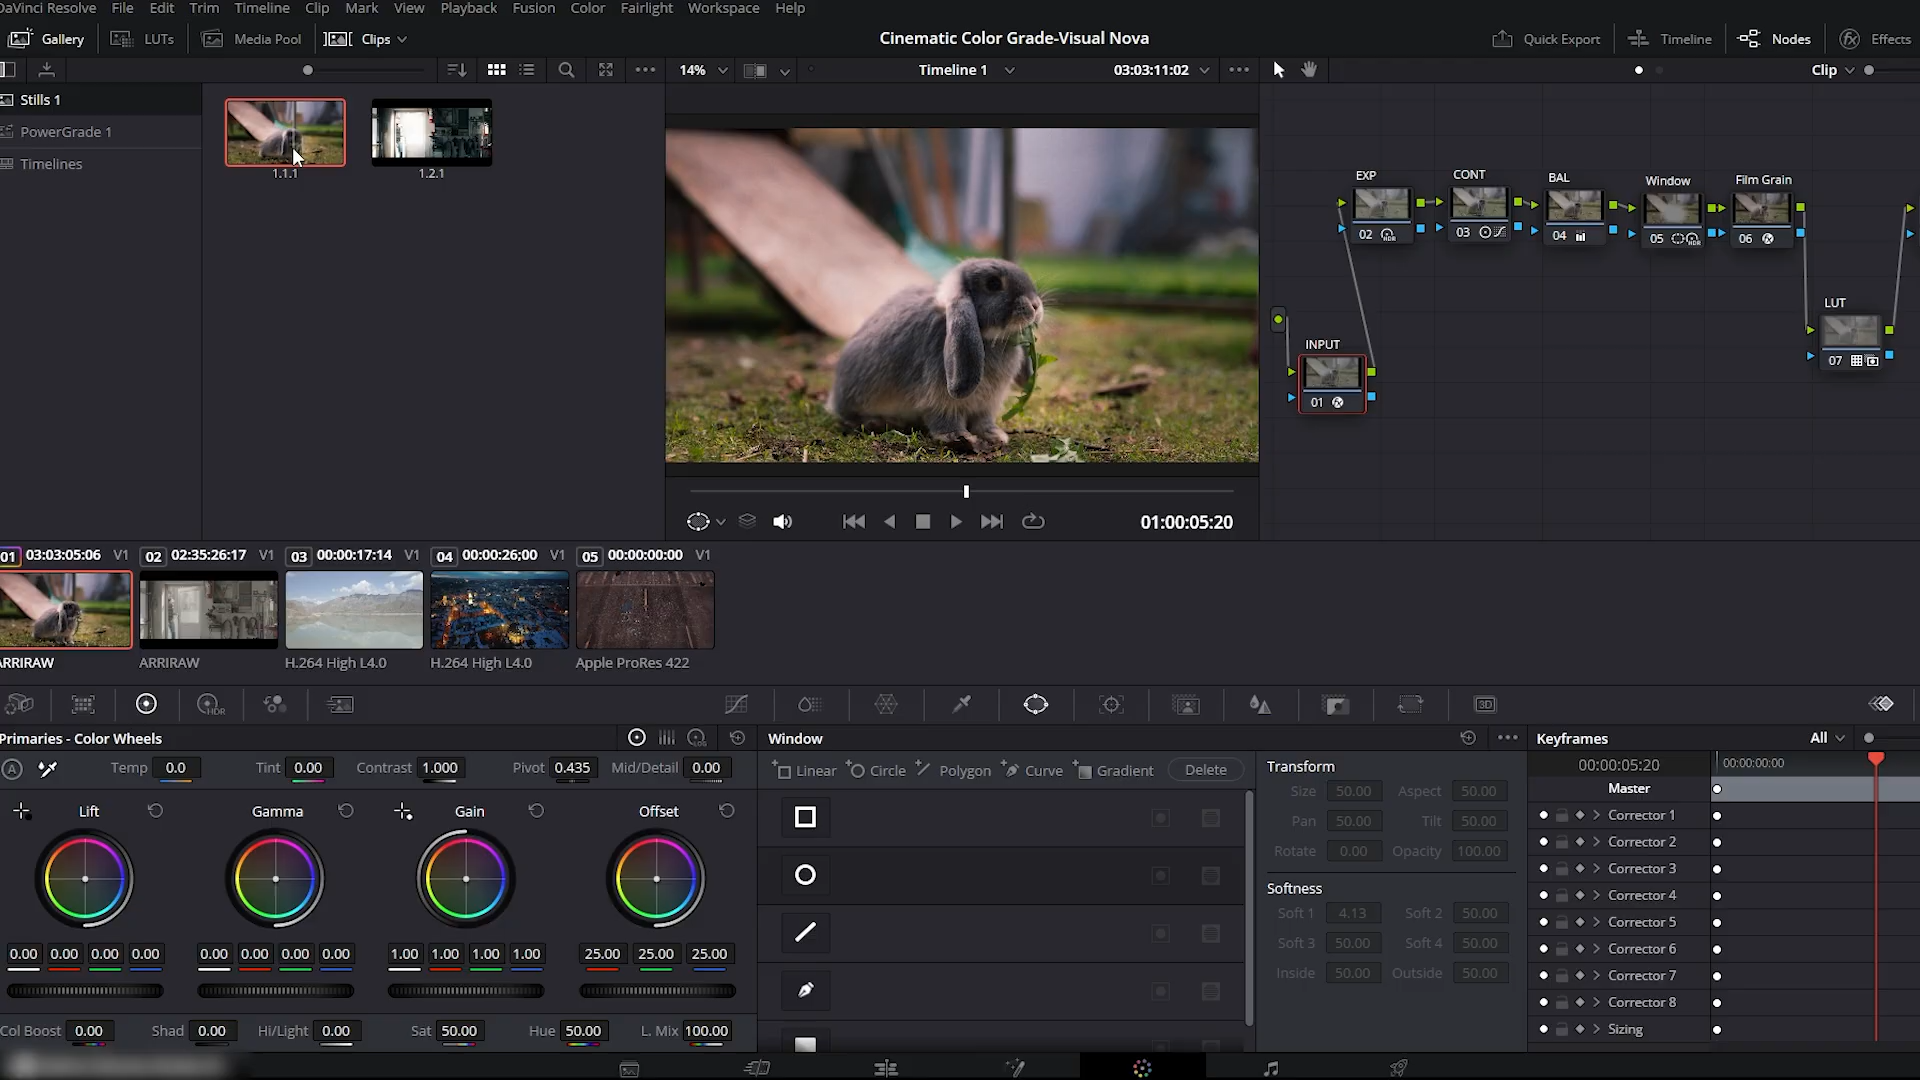 DaVinci Resolve File Edit Trim Timeline Clip Mark View Playback Fusion Color Fairlight Workspace Help
Gallery LUTs Media Pool Clips Cinematic Color Grade-Visual Nova Quick Export Timeline Nodes Effects
14% Timeline 1 03:03:11:02 Clip
Stills 1
PowerGrade 1
Timelines
1.1.1 1.2.1
EXP CONT BAL Window Film Grain
02 HDR 03 04 05 HDR 06
LUT
07
INPUT
01
01:00:05:20
01 03:03:05:06 V1 02 02:35:26:17 V1 03 00:00:17:14 V1 04 00:00:26;00 V1 05 00:00:00:00 V1
ARRIRAW ARRIRAW H.264 High L4.0 H.264 High L4.0 Apple ProRes 422
HDR 3D
Primaries - Color Wheels LOG
A Temp 0.0 Tint 0.00 Contrast 1.000 Pivot 0.435 Mid/Detail 0.00
Lift Gamma Gain Offset
0.00 0.00 0.00 0.00 0.00 0.00 0.00 0.00 1.00 1.00 1.00 1.00 25.00 25.00 25.00
Col Boost 0.00 Shad 0.00 Hi/Light 0.00 Sat 50.00 Hue 50.00 L. Mix 100.00
Window
Linear Circle Polygon Curve Gradient Delete
Transform
Size 50.00 Aspect 50.00
Pan 50.00 Tilt 50.00
Rotate 0.00 Opacity 100.00
Softness
Soft 1 4.13 Soft 2 50.00
Soft 3 50.00 Soft 4 50.00
Inside 50.00 Outside 50.00
Keyframes All
00:00:05:20 00:00:00:00
Master
Corrector 1
Corrector 2
Corrector 3
Corrector 4
Corrector 5
Corrector 6
Corrector 7
Corrector 8
Sizing